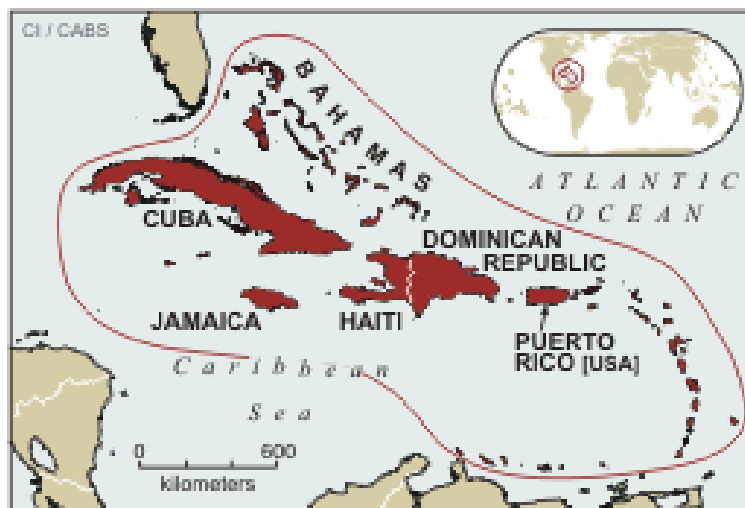 CI / CABS
BAHAMAS
ATLANTIC
OCEAN
CUBA
DOMINICAN
REPUBLIC
JAMAICA
HAITI
PUERTO
RICO [USA]
Caribbean
Sea
0 600
kilometers